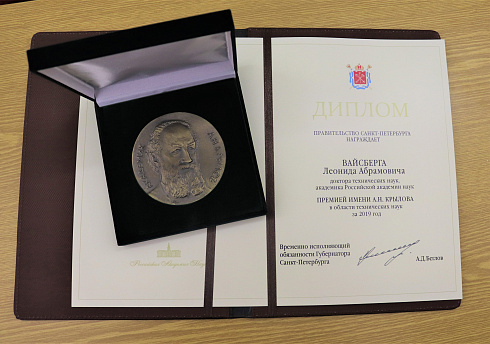 ДИПЛОМ
ПРАВИТЕЛЬСТВО САНКТ-ПЕТЕРБУРГА
НАГРАЖДАЕТ
ВАЙСБЕРГА
Леонида Абрамовича
доктора технических наук,
академика Российской академии наук
ПРЕМИЕЙ ИМЕНИ А.Н. КРЫЛОВА
в области технических наук
за 2019 год
Временно исполняющий
обязанности Губернатора
Санкт-Петербурга
А.Д.Беглов